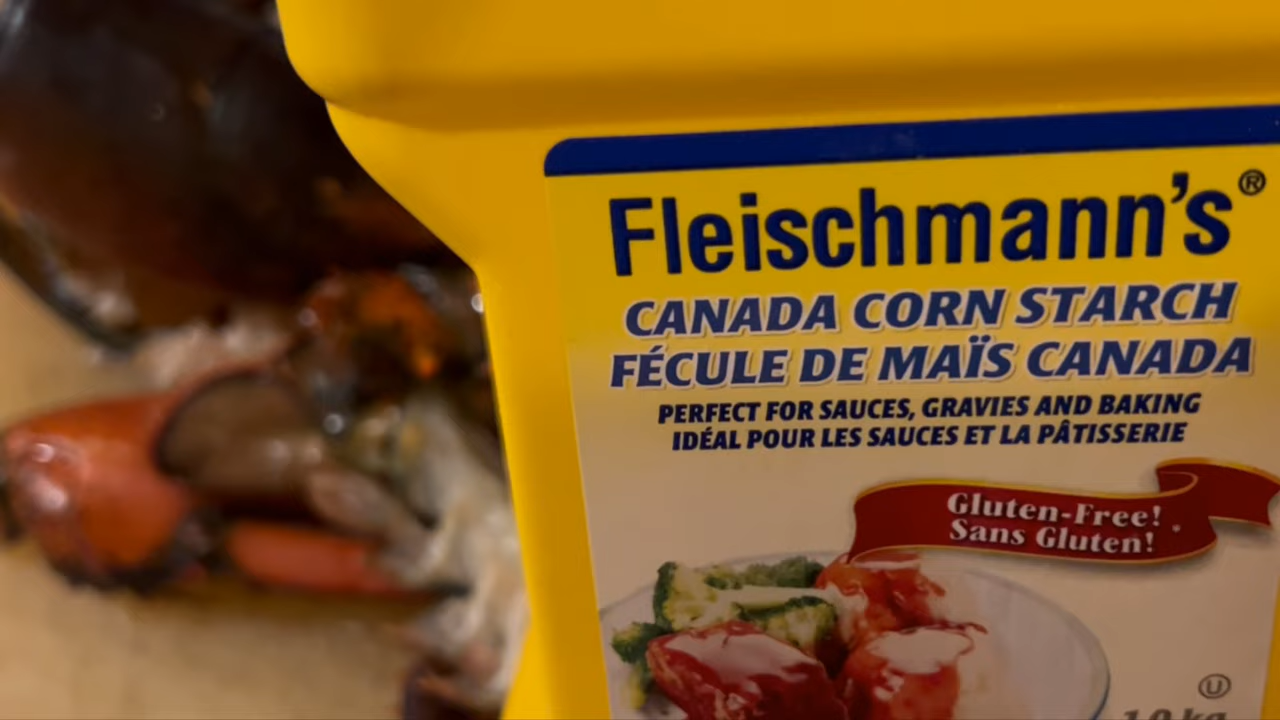 Fleischmann's®
CANADA CORN STARCH
FÉCULE DE MAÏS CANADA
PERFECT FOR SAUCES, GRAVIES AND BAKING
IDÉAL POUR LES SAUCES ET LA PÂTISSERIE
Gluten-Free!
Sans Gluten!
U